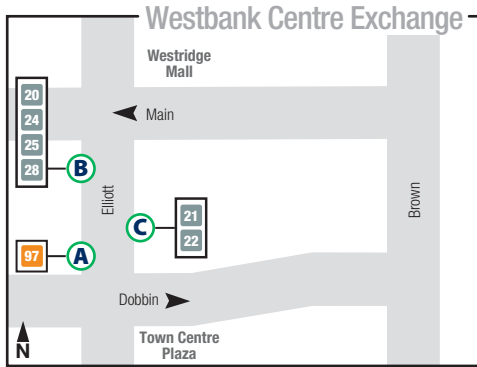 Westbank Centre Exchange
Westridge
Mall
20
24
25
28
B
Main
Elliott
Brown
C
21
22
97
A
Dobbin
Town Centre
Plaza
N